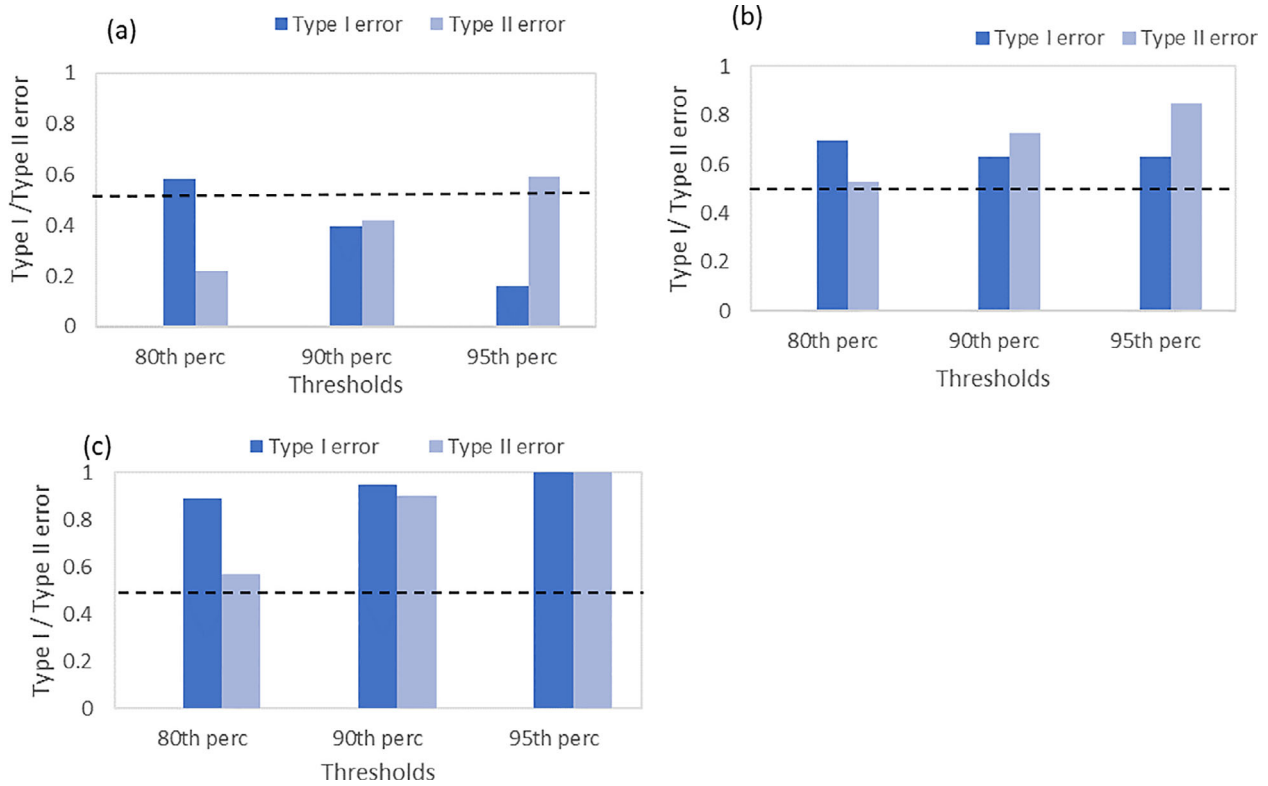 (a)
Type I error Type II error
Type I /Type II error
1
0.8
0.6
0.4
0.2
0
80th perc 90th perc 95th perc
Thresholds
(b)
Type I error Type II error
Type I/ Type II error
1
0.8
0.6
0.4
0.2
0
80th perc 90th perc 95th perc
Thresholds
(c)
Type I error Type II error
Type I / Type II error
1
0.8
0.6
0.4
0.2
0
80th perc 90th perc 95th perc
Thresholds